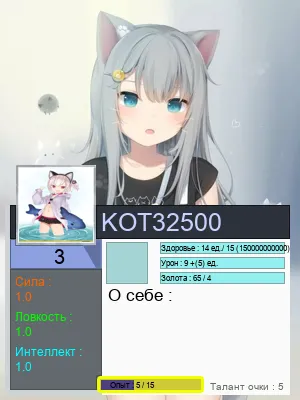 KOT32500
3
Здоровье : 14 ед./ 15 (150000000000)
Урон : 9 +(5) ед.
Золота : 65 / 4
Сила :
1.0
О себе :
Ловкость :
1.0
Интеллект :
1.0
Опыт : 5 / 15
Талант очки : 5